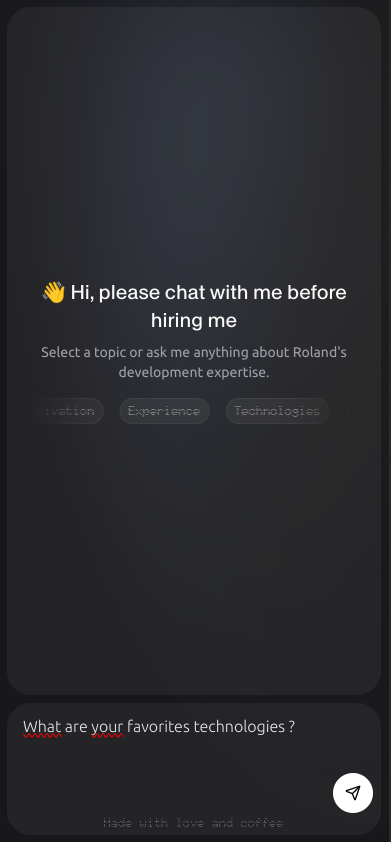 👋 Hi, please chat with me before
hiring me
Select a topic or ask me anything about Roland's
development expertise.
tivation Experience Technologies
What are your favorites technologies ?
Made with love and coffee